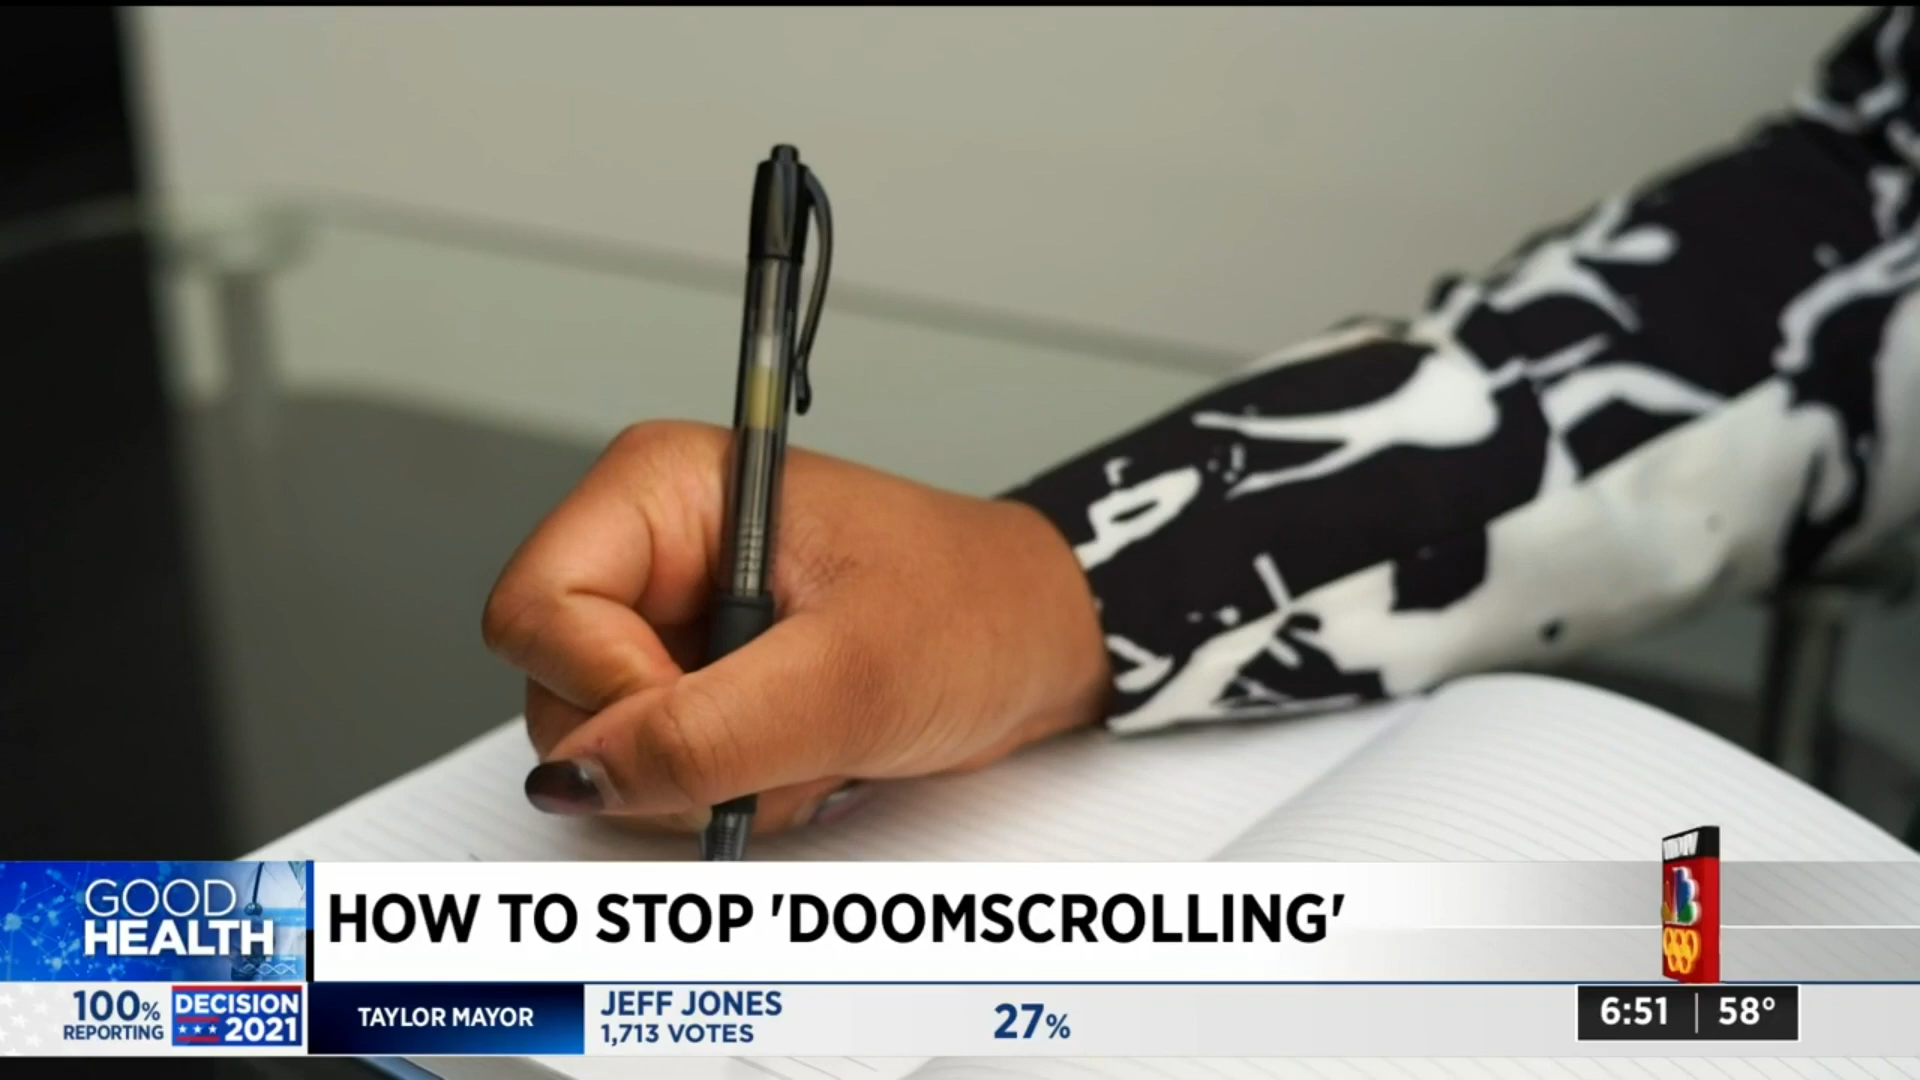 GOOD
HEALTH
HOW TO STOP 'DOOMSCROLLING'
100%
REPORTING
DECISION
2021
TAYLOR MAYOR
JEFF JONES
1,713 VOTES
27%
6:51
58°